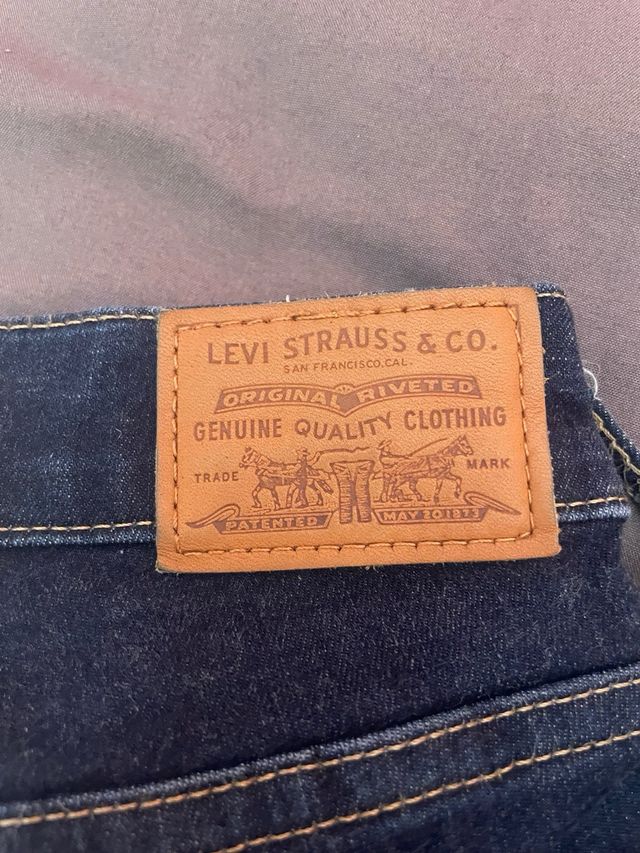 LEVI STRAUSS & CO.
SAN FRANCISCO, CAL.
ORIGINAL RIVETED
GENUINE QUALITY CLOTHING
TRADE MARK
PATENTED MAY 20 1873